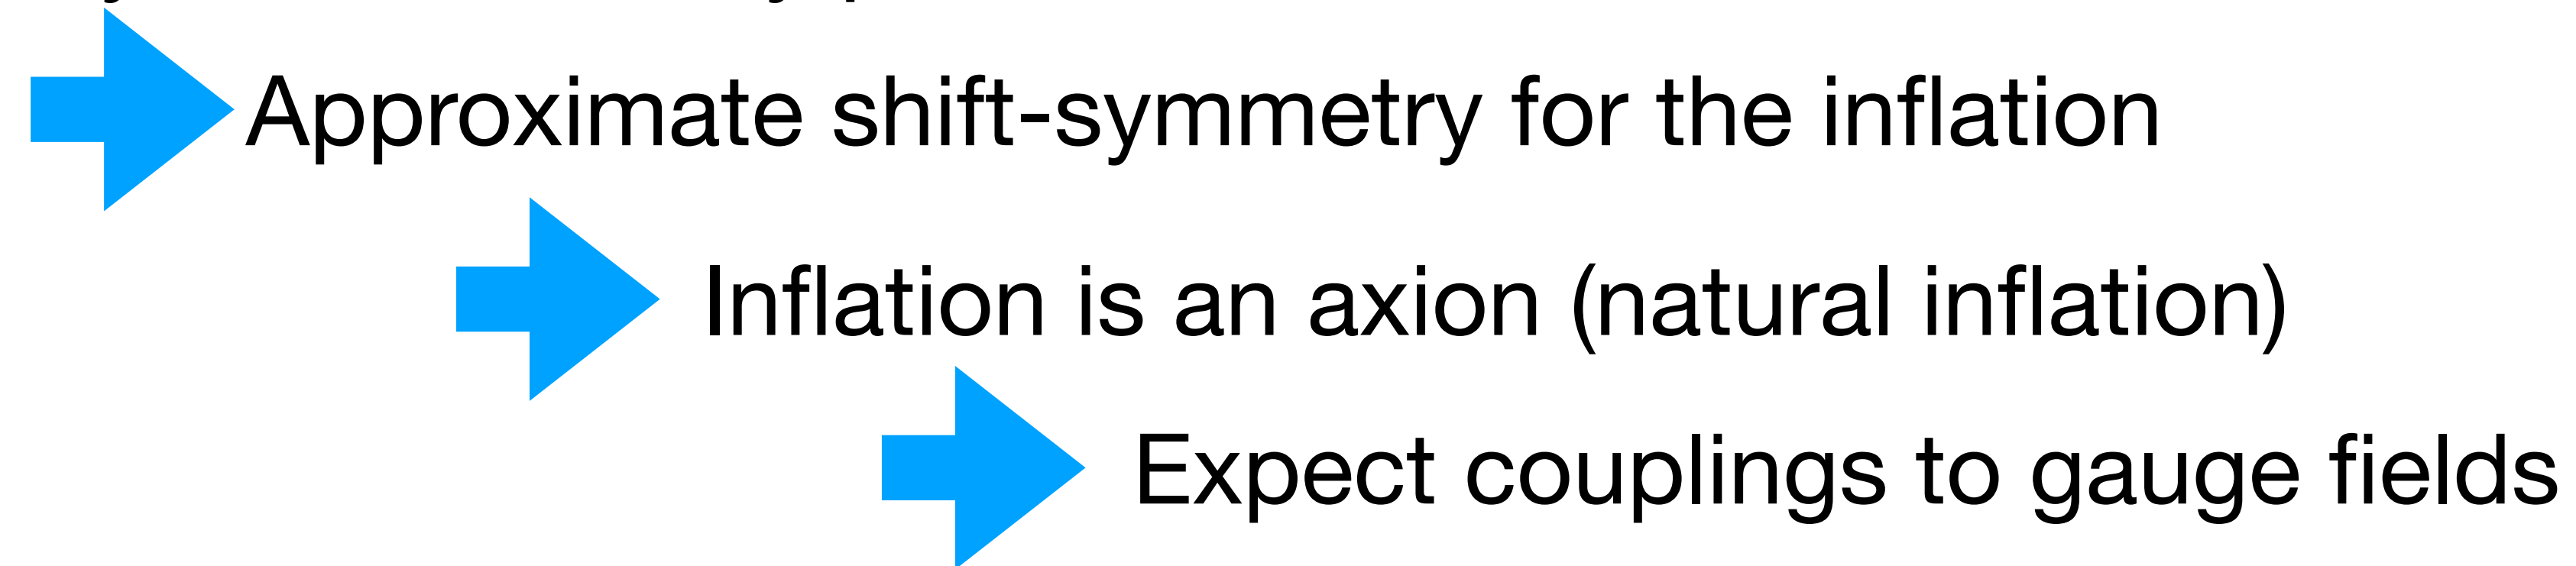 Approximate shift-symmetry for the inflation
Inflation is an axion (natural inflation)
Expect couplings to gauge fields